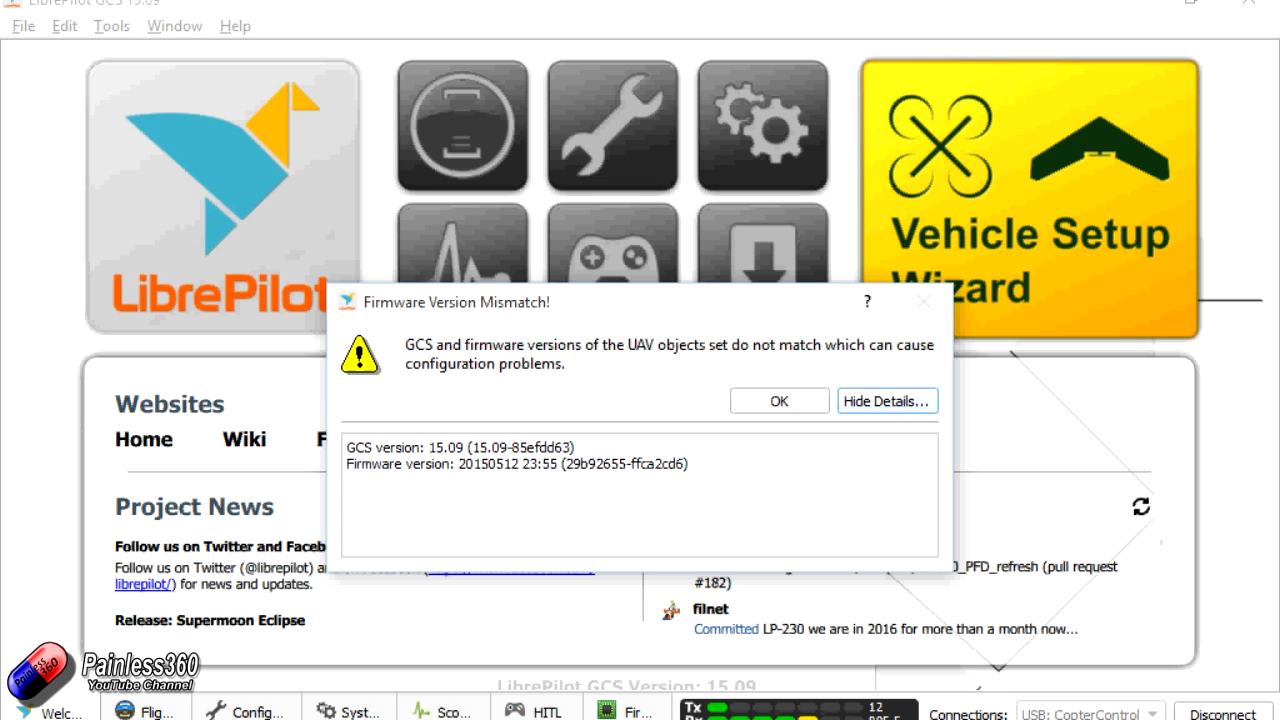 LibrePilot GCS 15.09
File Edit Tools Window Help
LibrePilot
Vehicle Setup
Wizard
Firmware Version Mismatch!
?
GCS and firmware versions of the UAV objects set do not match which can cause
configuration problems.
OK
Hide Details...
GCS version: 15.09 (15.09-85efdd63)
Firmware version: 20150512 23:55 (29b92655-ffca2cd6)
Websites
Home Wiki F
Project News
Follow us on Twitter and Faceb
Follow us on Twitter (@librepilot) a
librepilot/) for news and updates.
Release: Supermoon Eclipse
0_PFD_refresh (pull request
#182)
filnet
Committed LP-230 we are in 2016 for more than a month now...
Painless360
Painless360
YouTube Channel
LibrePilot GCS Version: 15.09
Welc... Flig... Config... Syst... Sco... HITL Fir...
Tx 12
Connections: USB: CopterControl Disconnect